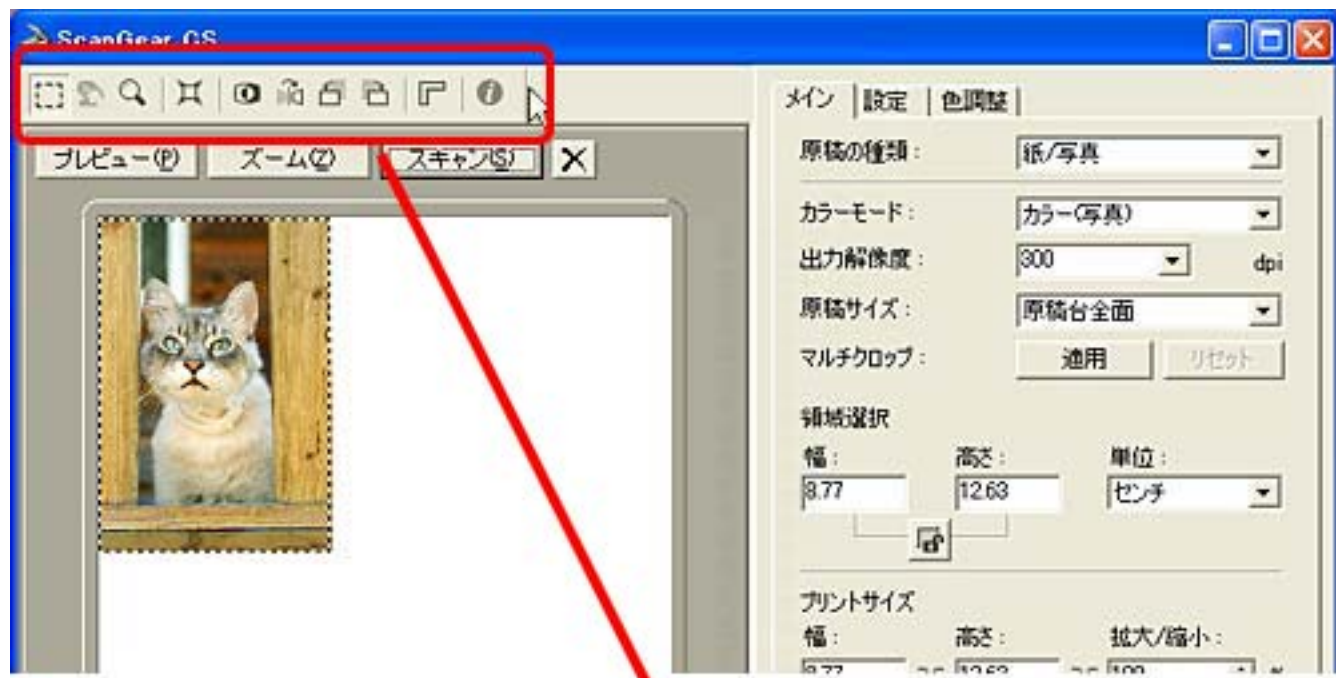 ScanGear CS
メイン 設定 色調整
プレビュー(P) ズーム(Z) スキャン(S)
原稿の種類： 紙/写真
カラーモード： カラー(写真)
出力解像度： 300 dpi
原稿サイズ： 原稿台全面
マルチクロップ： 適用 リセット
領域選択
幅： 高さ： 単位：
8.77 12.63 センチ
プリントサイズ
幅： 高さ： 拡大/縮小：
8.77 12.63 100 %